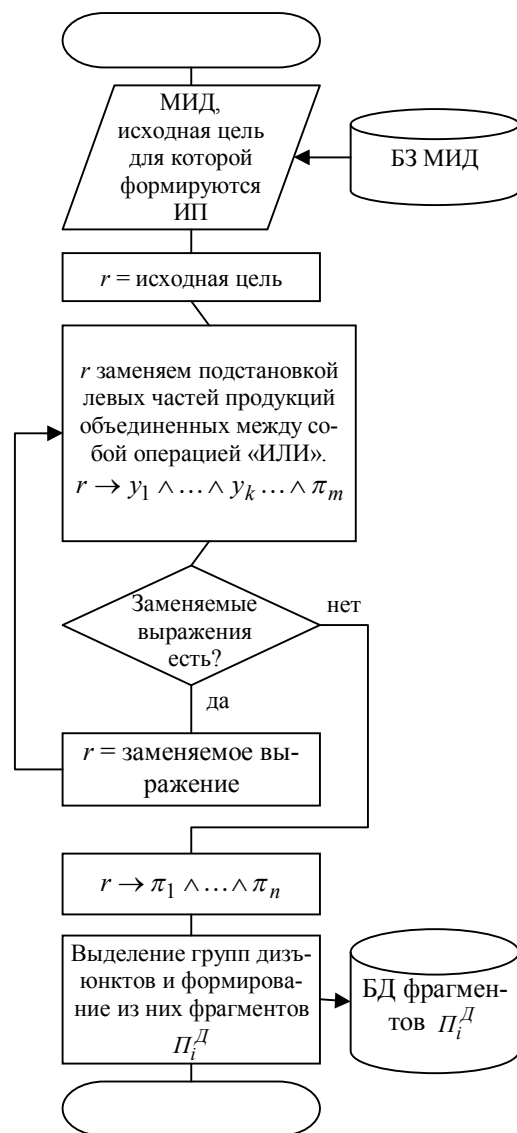 МИД,
исходная цель
для которой
формируются
ИП
БЗ МИД
r = исходная цель
r заменяем подстановкой
левых частей продукций
объединенных между со-
бой операцией «ИЛИ».
r → y₁ ∧ … ∧ yₖ … ∧ πₘ
Заменяемые
выражения
есть?
нет
да
r = заменяемое вы-
ражение
r → π₁ ∧ … ∧ πₙ
Выделение групп дизъ-
юнктов и формирова-
ние из них фрагментов
Π_i^Д
БД фрагмен-
тов Π_i^Д